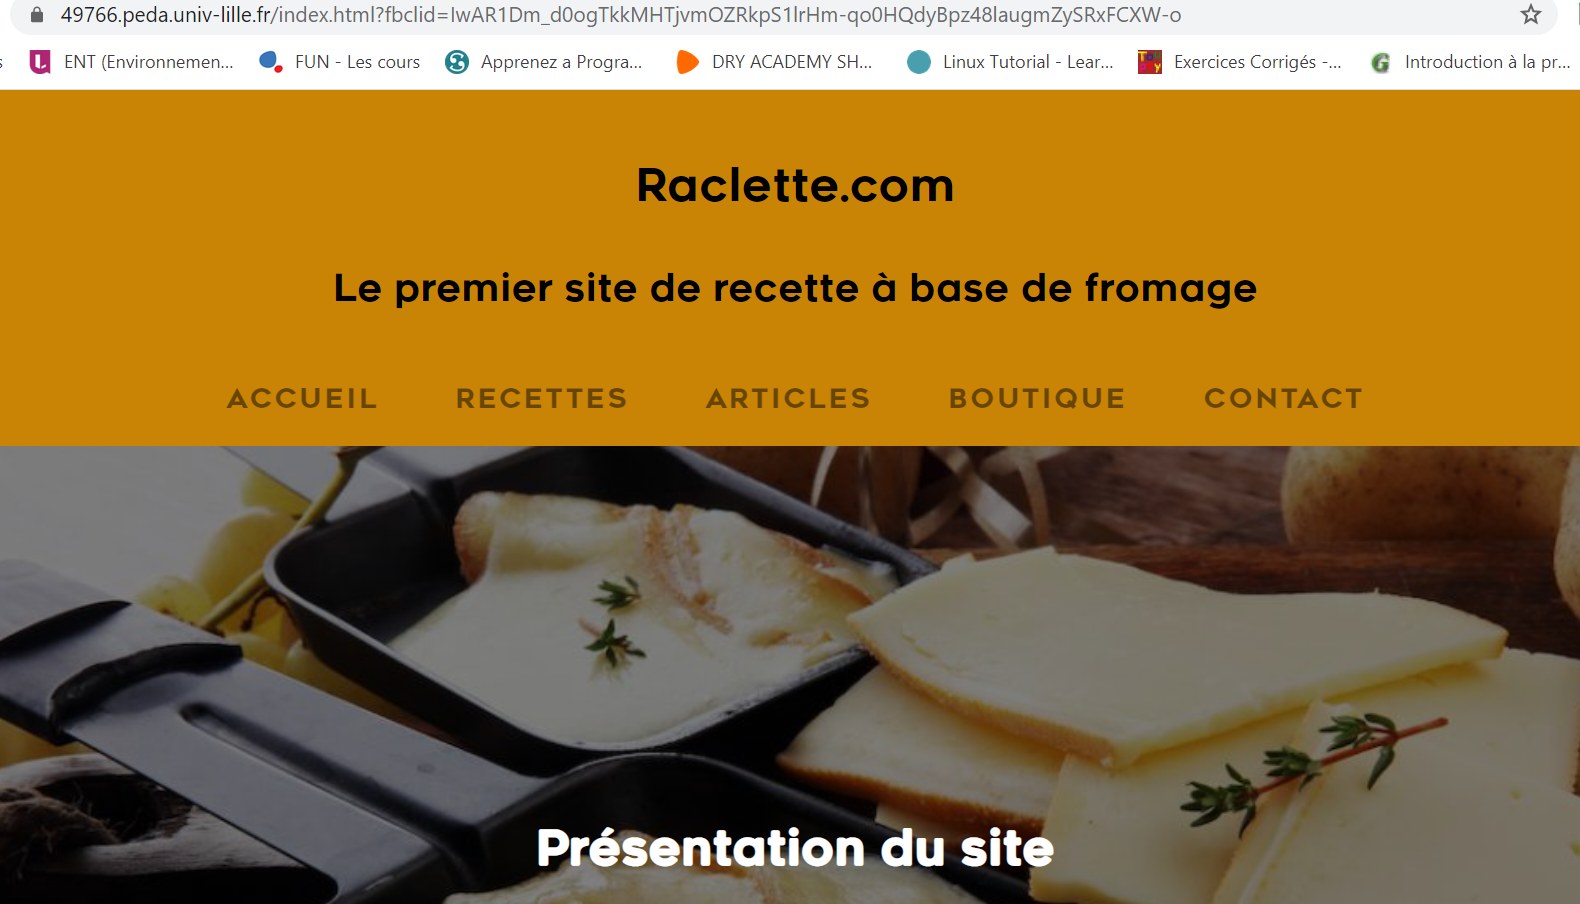 49766.peda.univ-lille.fr/index.html?fbclid=IwAR1Dm_d0ogTkkMHTjvmOZRkpS1lrHm-qo0HQdyBpz48laugmZySRxFCXW-o
s ENT (Environnemen... FUN - Les cours Apprenez a Progra... DRY ACADEMY SH... Linux Tutorial - Lear... Exercices Corrigés -... Introduction à la pr...
Raclette.com
Le premier site de recette à base de fromage
ACCUEIL RECETTES ARTICLES BOUTIQUE CONTACT
Présentation du site